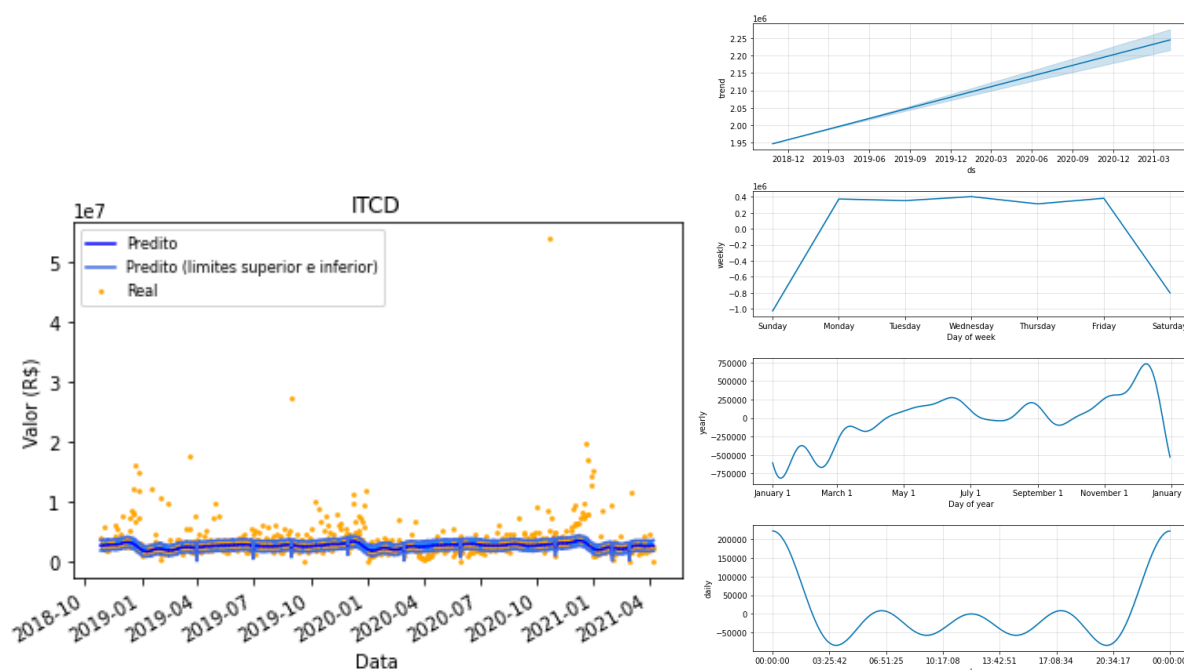 ITCD
1e7
Predito
Predito (limites superior e inferior)
Real
5
4
3
2
1
0
Valor (R$)
2018-10
2019-01
2019-04
2019-07
2019-10
2020-01
2020-04
2020-07
2020-10
2021-01
2021-04
Data
1e6
2.25
2.20
2.15
2.10
2.05
2.00
1.95
trend
2018-12 2019-03 2019-06 2019-09 2019-12 2020-03 2020-06 2020-09 2020-12 2021-03
ds
1e6
0.4
0.2
0.0
−0.2
−0.4
−0.6
−0.8
−1.0
weekly
Sunday Monday Tuesday Wednesday Thursday Friday Saturday
Day of week
750000
500000
250000
0
−250000
−500000
−750000
yearly
January 1 March 1 May 1 July 1 September 1 November 1 January
Day of year
200000
150000
100000
50000
0
−50000
daily
00:00:00 03:25:42 06:51:25 10:17:08 13:42:51 17:08:34 20:34:17 00:00:00